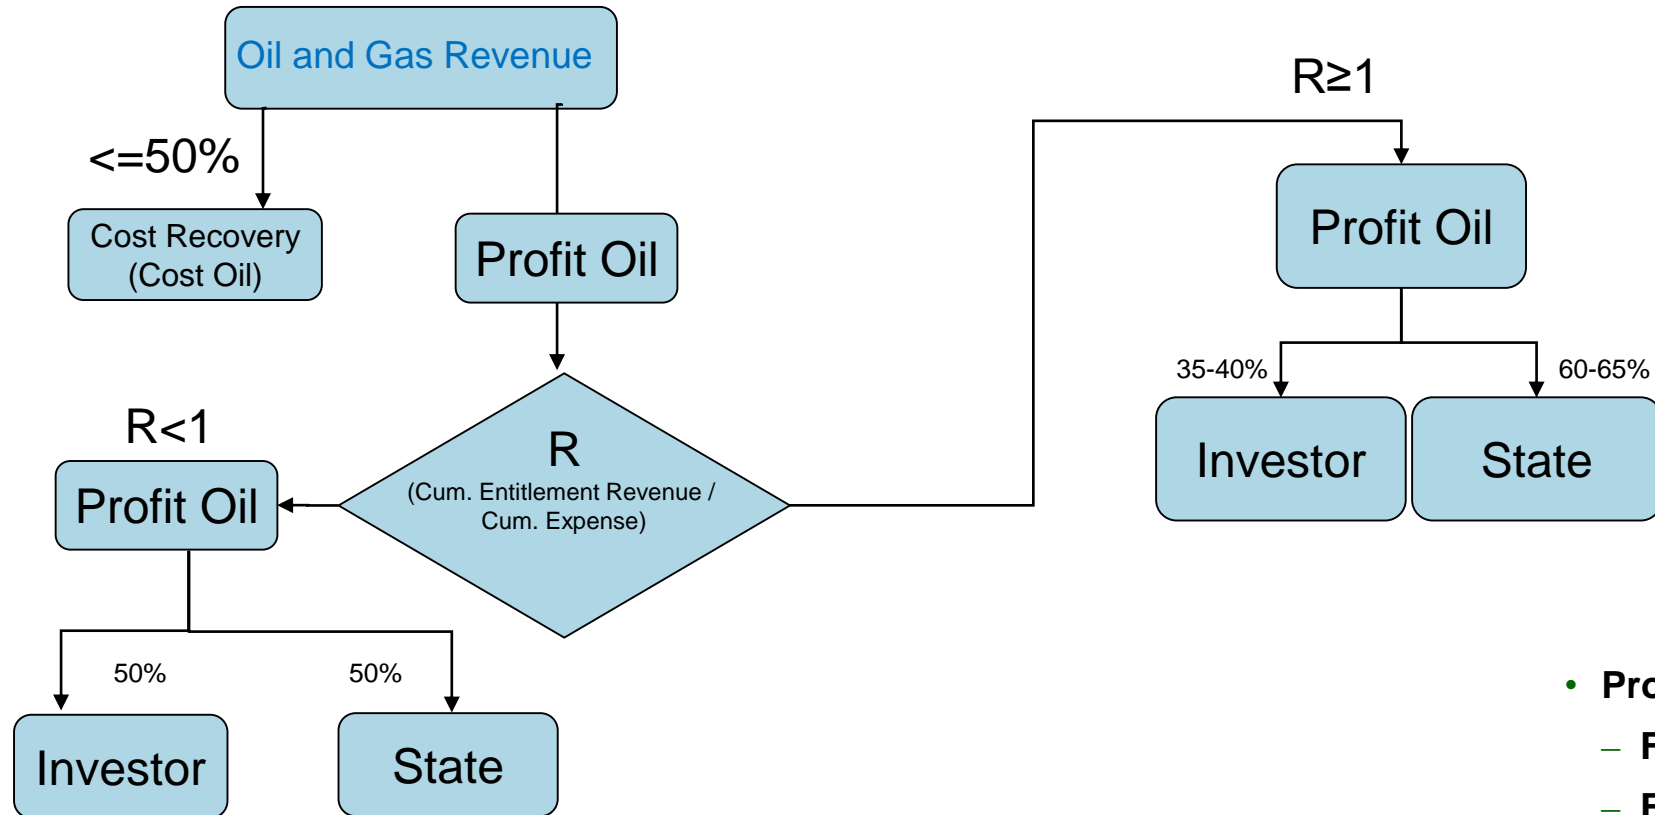 Oil and Gas Revenue
<=50%
Cost Recovery
(Cost Oil)
Profit Oil
R
(Cum. Entitlement Revenue /
Cum. Expense)
R<1
Profit Oil
50%
50%
Investor
State
R≥1
Profit Oil
35-40%
60-65%
Investor
State